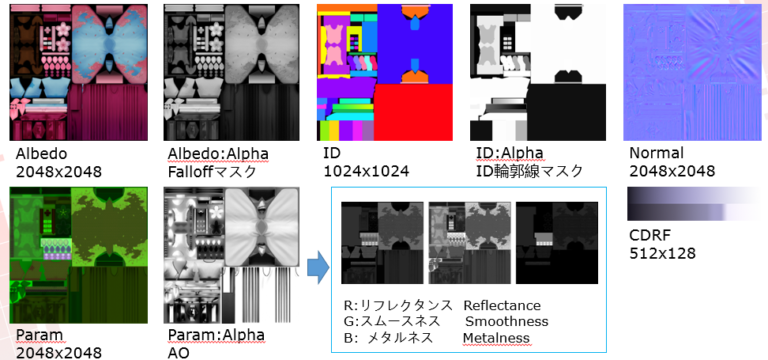 Albedo
2048x2048
Albedo:Alpha
Falloffマスク
ID
1024x1024
ID:Alpha
ID輪郭線マスク
Normal
2048x2048
CDRF
512x128
Param
2048x2048
Param:Alpha
AO
R:リフレクタンス Reflectance
G:スムースネス Smoothness
B: メタルネス Metalness